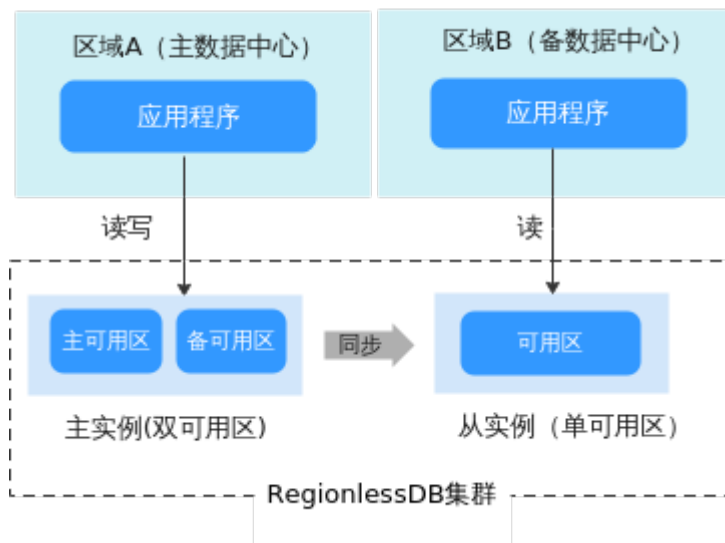 区域A（主数据中心）
区域B（备数据中心）
应用程序
应用程序
读写
读
主可用区
备可用区
同步
可用区
主实例(双可用区)
从实例（单可用区）
RegionlessDB集群